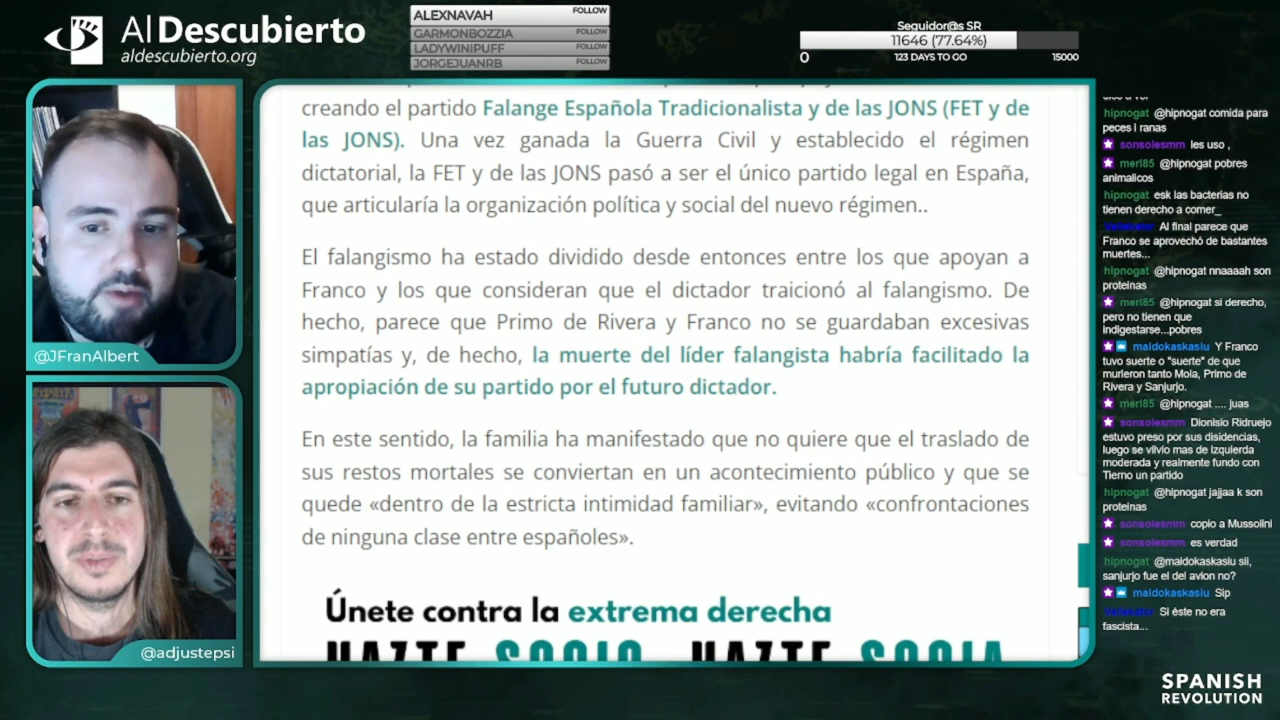 Al Descubierto
aldescubierto.org
ALEXNAVAH FOLLOW
GARMONBOZZIA FOLLOW
LADYWINIPUFF FOLLOW
JORGEJUANRB FOLLOW
Seguidor@s SR
11646 (77.64%)
0 123 DAYS TO GO 15000
@JFranAlbert
@adjustepsi
creando el partido Falange Española Tradicionalista y de las JONS (FET y de
las JONS). Una vez ganada la Guerra Civil y establecido el régimen
dictatorial, la FET y de las JONS pasó a ser el único partido legal en España,
que articularía la organización política y social del nuevo régimen..
El falangismo ha estado dividido desde entonces entre los que apoyan a
Franco y los que consideran que el dictador traicionó al falangismo. De
hecho, parece que Primo de Rivera y Franco no se guardaban excesivas
simpatías y, de hecho, la muerte del líder falangista habría facilitado la
apropiación de su partido por el futuro dictador.
En este sentido, la familia ha manifestado que no quiere que el traslado de
sus restos mortales se conviertan en un acontecimiento público y que se
quede «dentro de la estricta intimidad familiar», evitando «confrontaciones
de ninguna clase entre españoles».
Únete contra la extrema derecha
HAZTE SOCIO HAZTE SOCIA
hipnogat @hipnogat comida para
peces I ranas
sonsolesmm les uso ,
merl85 @hipnogat pobres
animalicos
hipnogat esk las bacterias no
tienen derecho a comer_
Al final parece que
Franco se aprovechó de bastantes
muertes...
hipnogat @hipnogat nnaaaah son
proteinas
merl85 @hipnogat si derecho,
pero no tienen que
indigestarse...pobres
maidokaskasiu Y Franco
tuvo suerte o "suerte" de que
murieron tanto Mola, Primo de
Rivera y Sanjurjo.
merl85 @hipnogat .... juas
sonsolesmm Dionisio Ridruejo
estuvo preso por sus disidencias,
luego se vilvio mas de izquierda
moderada y realmente fundo con
Tierno un partido
hipnogat @hipnogat jajjaa k son
proteinas
sonsolesmm copio a Mussolini
sonsolesmm es verdad
hipnogat @maidokaskasiu sii,
sanjurjo fue el del avion no?
maidokaskasiu Sip
Si éste no era
fascista...
SPANISH
REVOLUTION